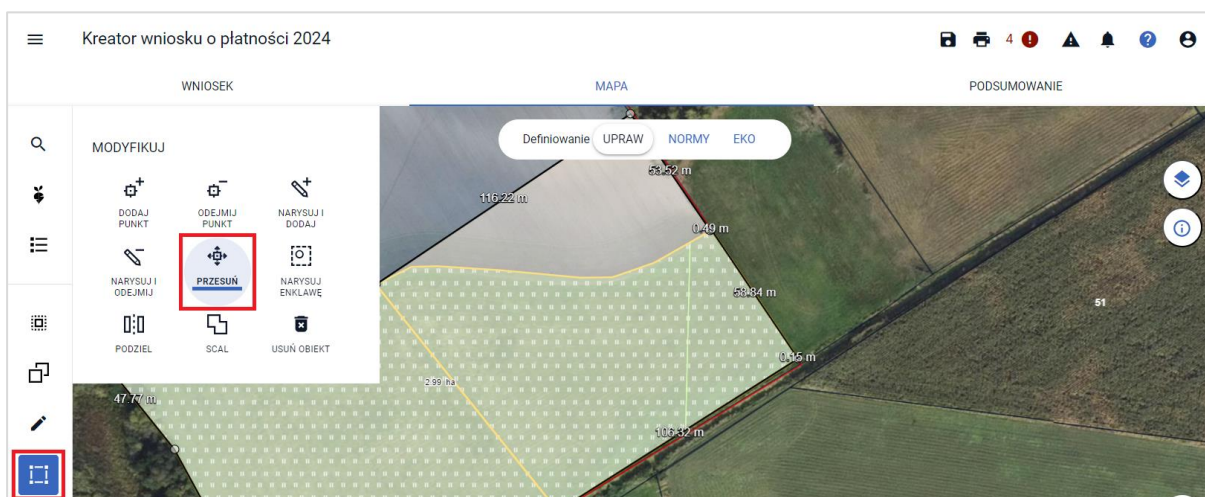 Kreator wniosku o płatności 2024
4
WNIOSEK
MAPA
PODSUMOWANIE
MODYFIKUJ
DODAJ
PUNKT
ODEJMIJ
PUNKT
NARYSUJ I
DODAJ
NARYSUJ I
ODEJMIJ
PRZESUŃ
NARYSUJ
ENKLAWĘ
PODZIEL
SCAL
USUŃ OBIEKT
Definiowanie UPRAW NORMY EKO
53.52 m
116.22 m
0.49 m
58.84 m
51
0.15 m
2.99 ha
47.77 m
106.32 m